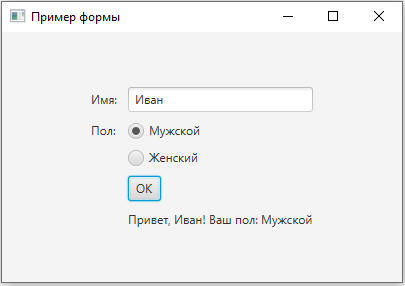 Пример формы
Имя: Иван
Пол: Мужской
Женский
OK
Привет, Иван! Ваш пол: Мужской